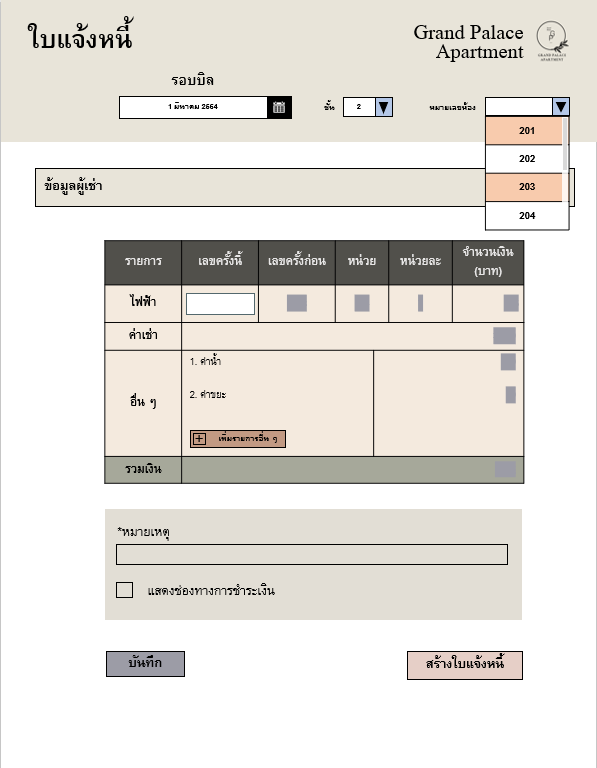 ใบแจ้งหนี้
Grand Palace
Apartment
GRAND PALACE
APARTMENT
รอบบิล
1 มีนาคม 2564
ชั้น
2
หมายเลขห้อง
201
202
203
204
ข้อมูลผู้เช่า
รายการ เลขครั้งนี้ เลขครั้งก่อน หน่วย หน่วยละ จำนวนเงิน
(บาท)
ไฟฟ้า
ค่าเช่า
อื่น ๆ
1. ค่าน้ำ
2. ค่าขยะ
เพิ่มรายการอื่น ๆ
รวมเงิน
*หมายเหตุ
แสดงช่องทางการชำระเงิน
บันทึก
สร้างใบแจ้งหนี้